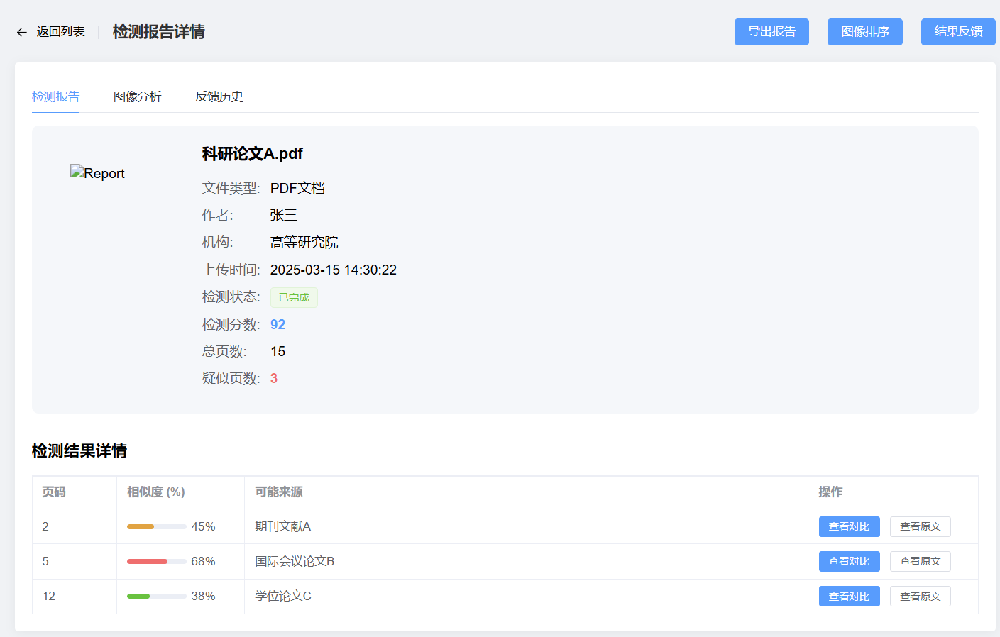 返回列表 检测报告详情 导出报告 图像排序 结果反馈
检测报告 图像分析 反馈历史
科研论文A.pdf
Report
文件类型: PDF文档
作者: 张三
机构: 高等研究院
上传时间: 2025-03-15 14:30:22
检测状态: 已完成
检测分数: 92
总页数: 15
疑似页数: 3
检测结果详情
页码 相似度 (%) 可能来源 操作
2 45% 期刊文献A 查看对比 查看原文
5 68% 国际会议论文B 查看对比 查看原文
12 38% 学位论文C 查看对比 查看原文